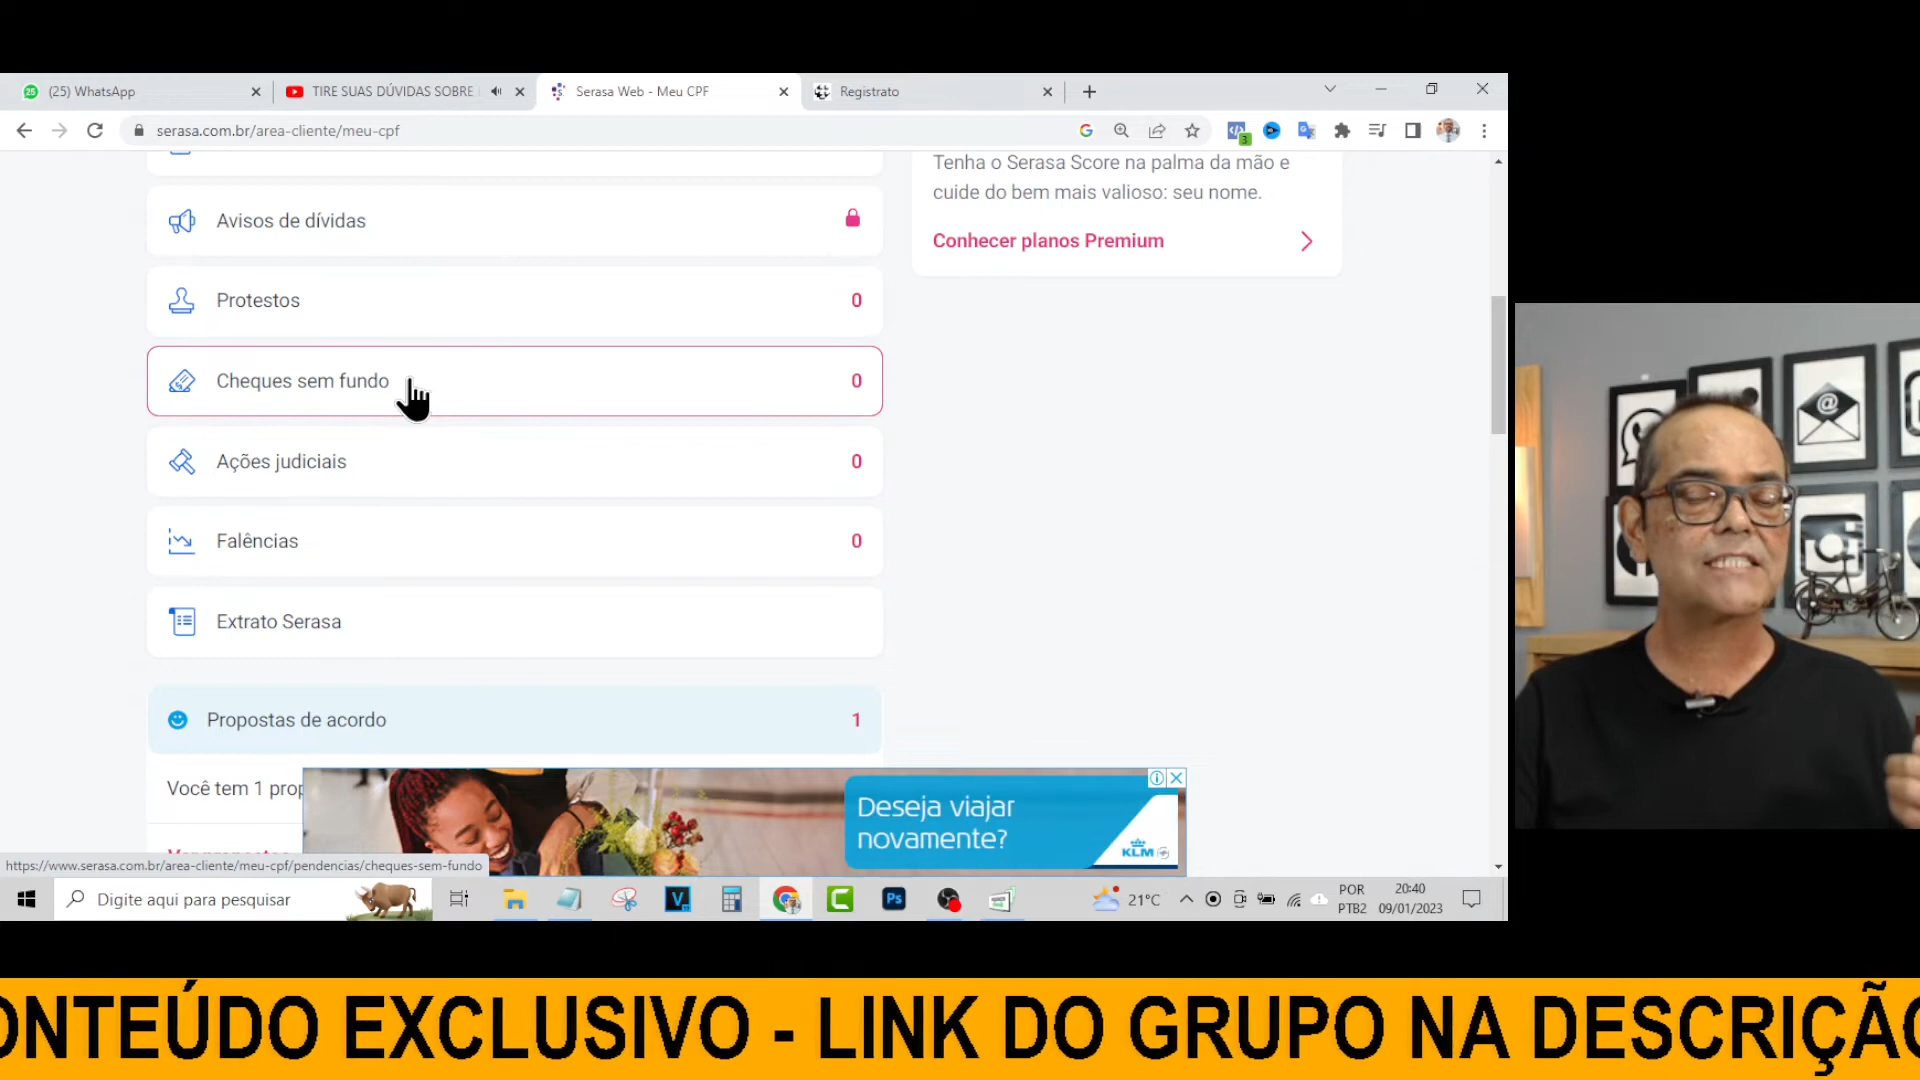 (25) WhatsApp
TIRE SUAS DÚVIDAS SOBRE
Serasa Web - Meu CPF
Registrato
serasa.com.br/area-cliente/meu-cpf
Tenha o Serasa Score na palma da mão e
cuide do bem mais valioso: seu nome.
Conhecer planos Premium
Avisos de dívidas
Protestos 0
Cheques sem fundo 0
Ações judiciais 0
Falências 0
Extrato Serasa
Propostas de acordo 1
Você tem 1 prop
Deseja viajar
novamente?
KLM
https://www.serasa.com.br/area-cliente/meu-cpf/pendencias/cheques-sem-fundo
Digite aqui para pesquisar
Ps
21°C
POR
PTB2
20:40
09/01/2023
ONTEÚDO EXCLUSIVO - LINK DO GRUPO NA DESCRIÇÃO